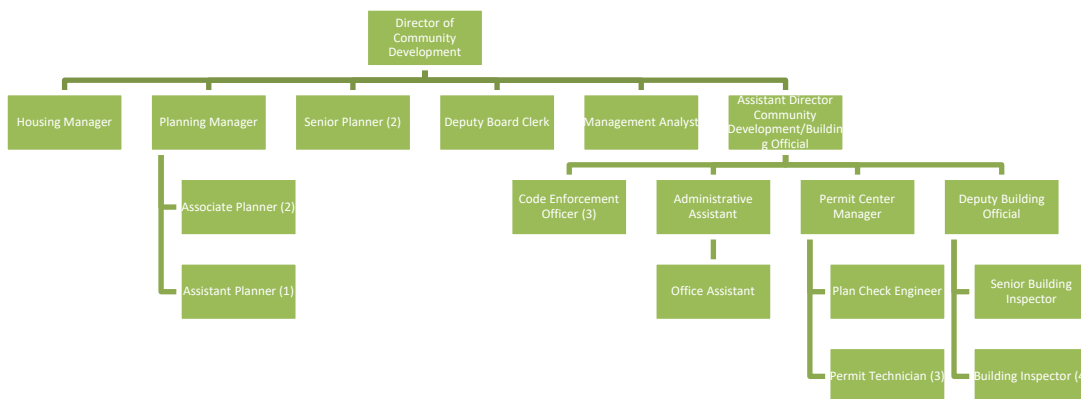 Director of
Community
Development
Housing Manager
Planning Manager
Senior Planner (2)
Deputy Board Clerk
Management Analyst
Assistant Director
Community
Development/Buildin
g Official
Code Enforcement
Officer (3)
Administrative
Assistant
Permit Center
Manager
Deputy Building
Official
Associate Planner (2)
Assistant Planner (1)
Office Assistant
Plan Check Engineer
Senior Building
Inspector
Permit Technician (3)
Building Inspector (4